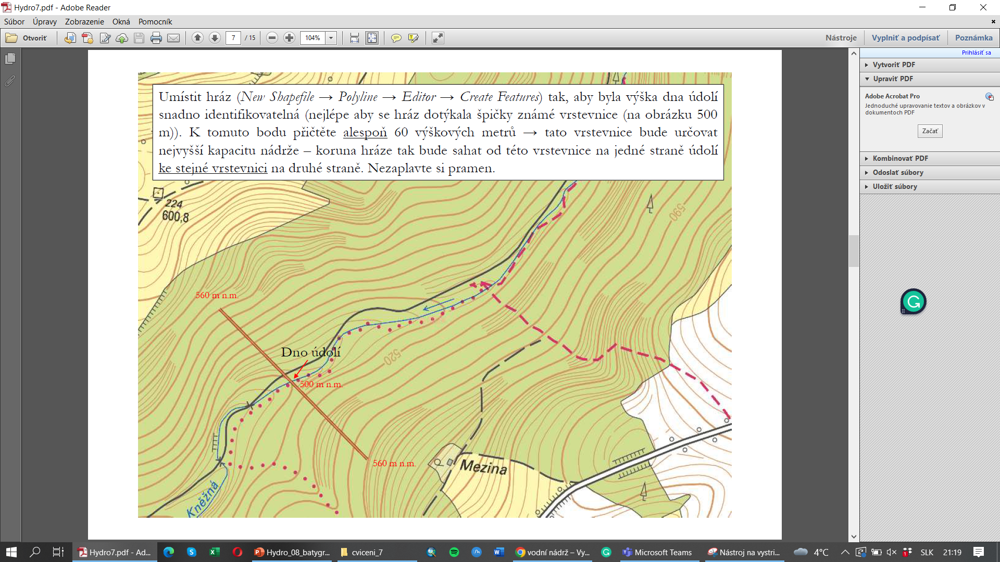 Hydro7.pdf - Adobe Reader
Súbor Úpravy Zobrazenie Okná Pomocník
Otvoriť 7 / 15 104% Nástroje Vyplniť a podpísať Poznámka
Prihlásiť sa
Vytvoriť PDF
Upraviť PDF
Adobe Acrobat Pro
Jednoduché upravovanie textov a obrázkov v
dokumentoch PDF
Začať
Kombinovať PDF
Odoslať súbory
Uložiť súbory
Umístit hráz (New Shapefile → Polyline → Editor → Create Features) tak, aby byla výška dna údolí
snadno identifikovatelná (nejlépe aby se hráz dotýkala špičky známé vrstevnice (na obrázku 500
m)). K tomuto bodu přičtěte alespoň 60 výškových metrů → tato vrstevnice bude určovat
nejvyšší kapacitu nádrže – koruna hráze tak bude sahat od této vrstevnice na jedné straně údolí
ke stejné vrstevnici na druhé straně. Nezaplavte si pramen.
224
600,8
590
560 m n.m.
Dno údolí
520
500 m n.m.
560 m n.m.
Mezina
Kněžná
Hydro7.pdf - Ad... Hydro_08_batygr... cviceni_7 vodní nádrž – Vy... Microsoft Teams Nástroj na vystri... 4°C SLK 21:19